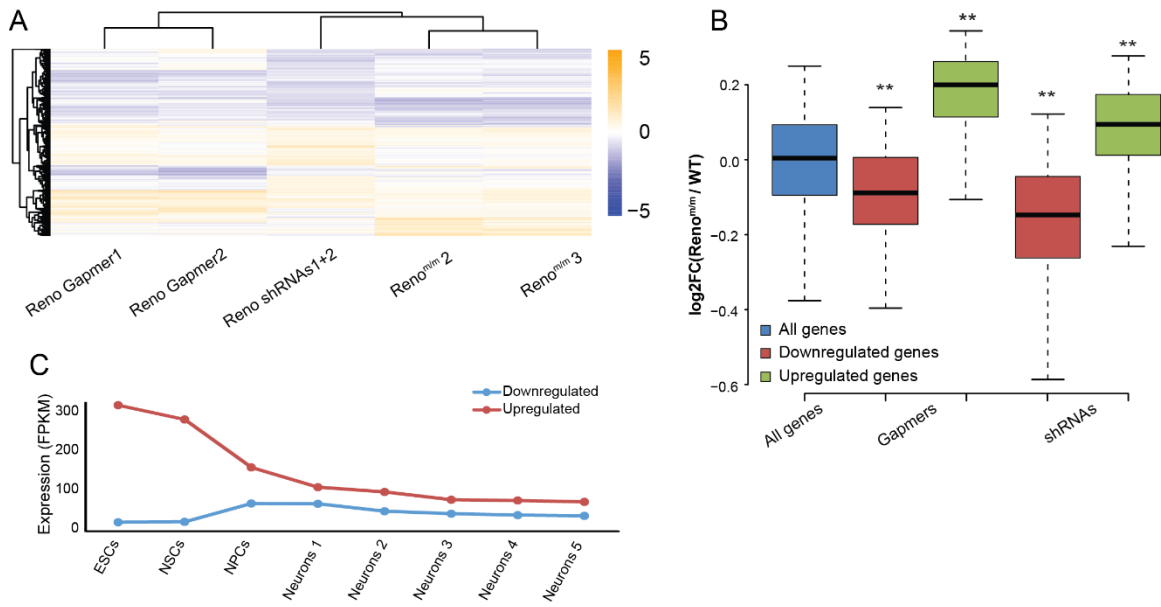 A
5
0
−5
Reno Gapmer1
Reno Gapmer2
Reno shRNAs1+2
Reno^m/m 2
Reno^m/m 3
B
log2FC(Reno^m/m / WT)
0.2
0.0
−0.2
−0.4
−0.6
**
**
**
**
All genes
Downregulated genes
Upregulated genes
All genes
Gapmers
shRNAs
C
Expression (FPKM)
300
200
100
0
Downregulated
Upregulated
ESCs
NSCs
NPCs
Neurons 1
Neurons 2
Neurons 3
Neurons 4
Neurons 5